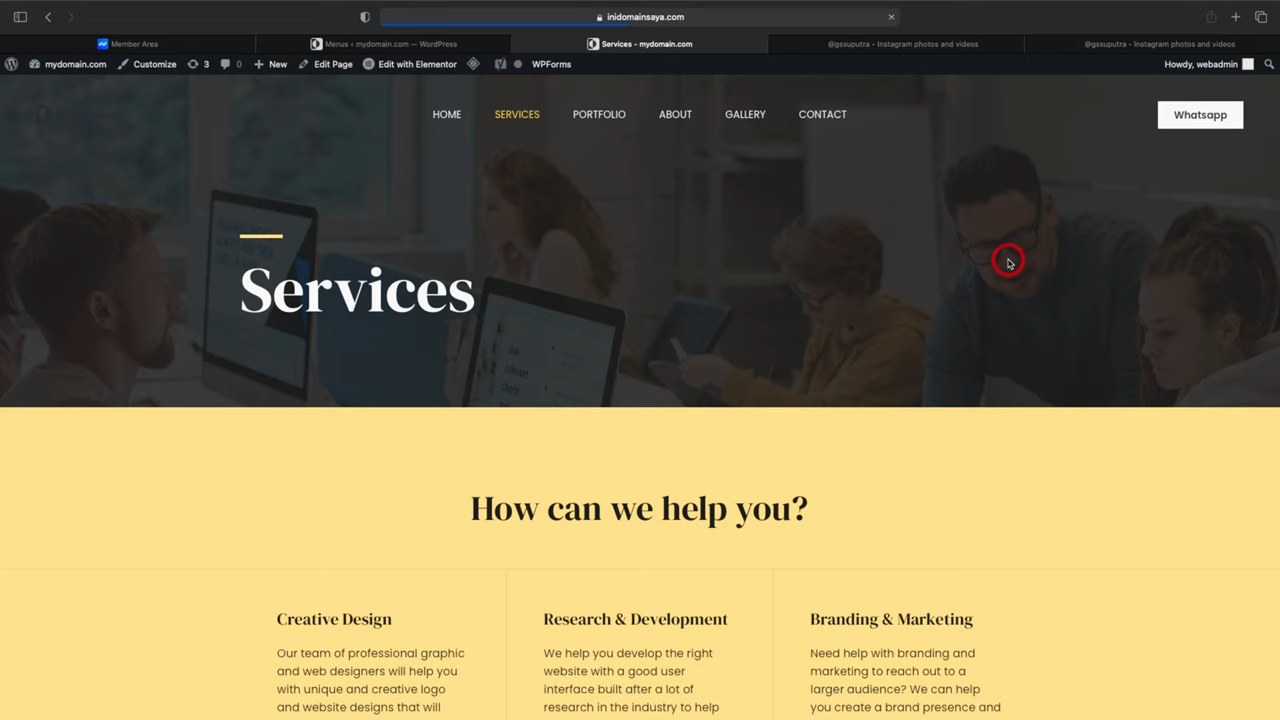 inidomainsaya.com
Member Area
Menus ‹ mydomain.com — WordPress
Services - mydomain.com
@gssuputra • Instagram photos and videos
@gssuputra • Instagram photos and videos
mydomain.com
Customize
3
0
New
Edit Page
Edit with Elementor
WPForms
Howdy, webadmin
HOME
SERVICES
PORTFOLIO
ABOUT
GALLERY
CONTACT
Whatsapp
Services
How can we help you?
Creative Design
Our team of professional graphic
and web designers will help you
with unique and creative logo
and website designs that will
Research & Development
We help you develop the right
website with a good user
interface built after a lot of
research in the industry to help
Branding & Marketing
Need help with branding and
marketing to reach out to a
larger audience? We can help
you create a brand presence and